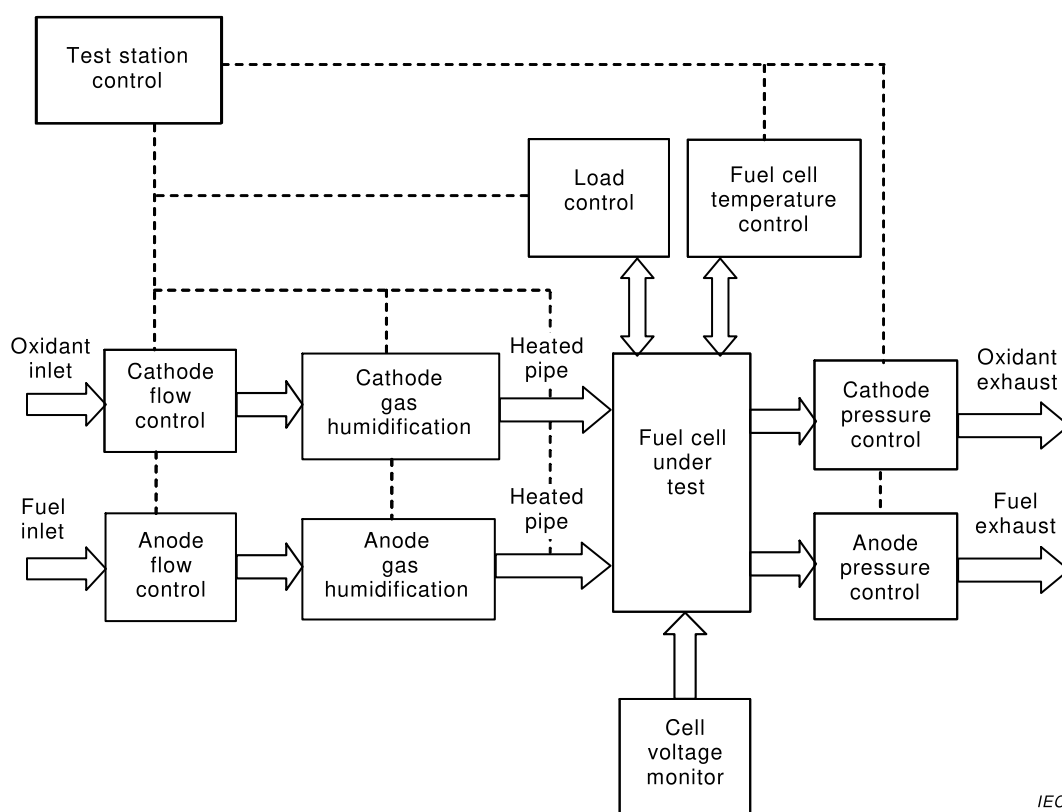 Test station
control
Load
control
Fuel cell
temperature
control
Oxidant
inlet
Cathode
flow
control
Cathode
gas
humidification
Heated
pipe
Fuel cell
under
test
Cathode
pressure
control
Oxidant
exhaust
Fuel
inlet
Anode
flow
control
Anode
gas
humidification
Heated
pipe
Anode
pressure
control
Fuel
exhaust
Cell
voltage
monitor
IEC